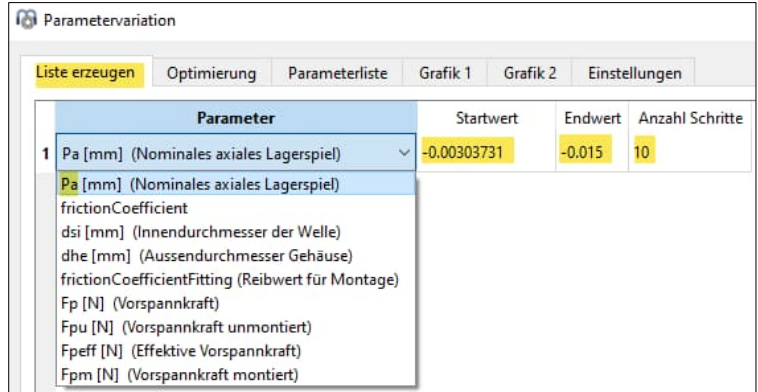 Parametervariation
Liste erzeugen Optimierung Parameterliste Grafik 1 Grafik 2 Einstellungen
Parameter Startwert Endwert Anzahl Schritte
1 Pa [mm] (Nominales axiales Lagerspiel) -0.00303731 -0.015 10
Pa [mm] (Nominales axiales Lagerspiel)
frictionCoefficient
dsi [mm] (Innendurchmesser der Welle)
dhe [mm] (Aussendurchmesser Gehäuse)
frictionCoefficientFitting (Reibwert für Montage)
Fp [N] (Vorspannkraft)
Fpu [N] (Vorspannkraft unmontiert)
Fpeff [N] (Effektive Vorspannkraft)
Fpm [N] (Vorspannkraft montiert)